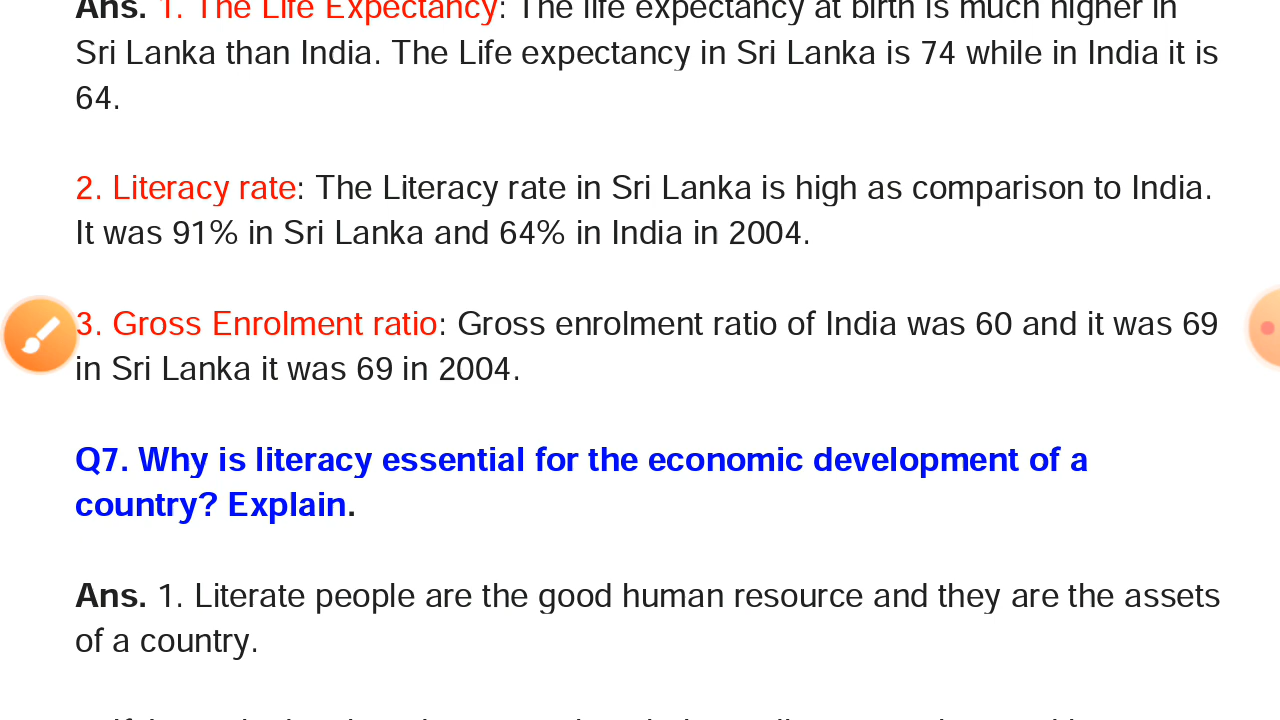 Ans. 1. The Life Expectancy: The life expectancy at birth is much higher in
Sri Lanka than India. The Life expectancy in Sri Lanka is 74 while in India it is
64.
2. Literacy rate: The Literacy rate in Sri Lanka is high as comparison to India.
It was 91% in Sri Lanka and 64% in India in 2004.
3. Gross Enrolment ratio: Gross enrolment ratio of India was 60 and it was 69
in Sri Lanka it was 69 in 2004.
Q7. Why is literacy essential for the economic development of a
country? Explain.
Ans. 1. Literate people are the good human resource and they are the assets
of a country.